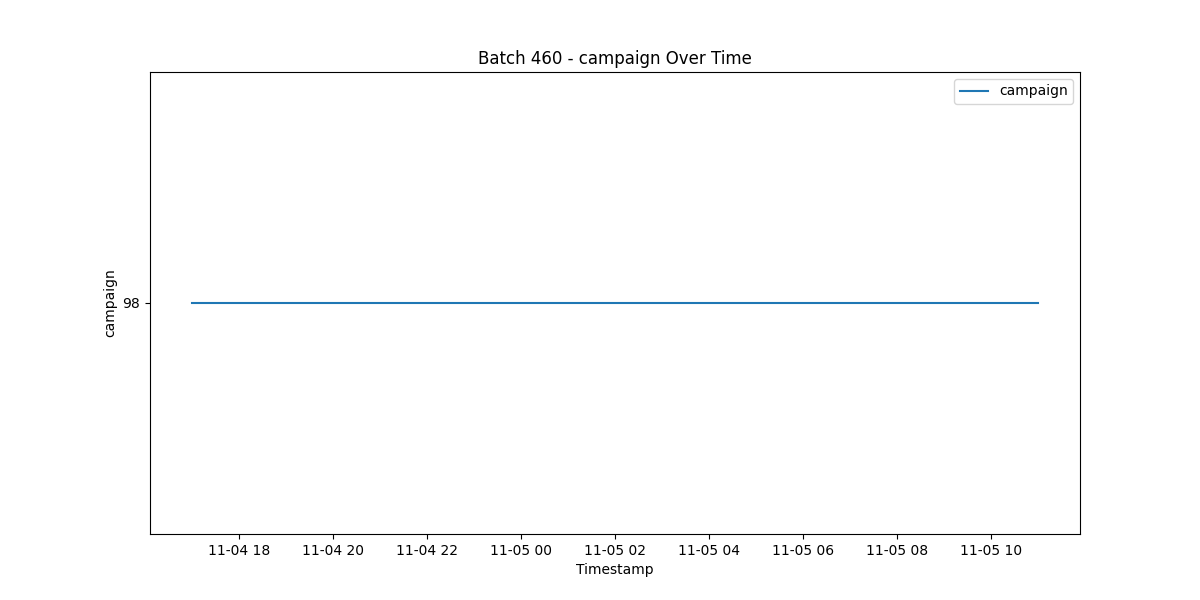 Batch 460 - campaign Over Time
campaign
campaign
98
11-04 18 11-04 20 11-04 22 11-05 00 11-05 02 11-05 04 11-05 06 11-05 08 11-05 10
Timestamp